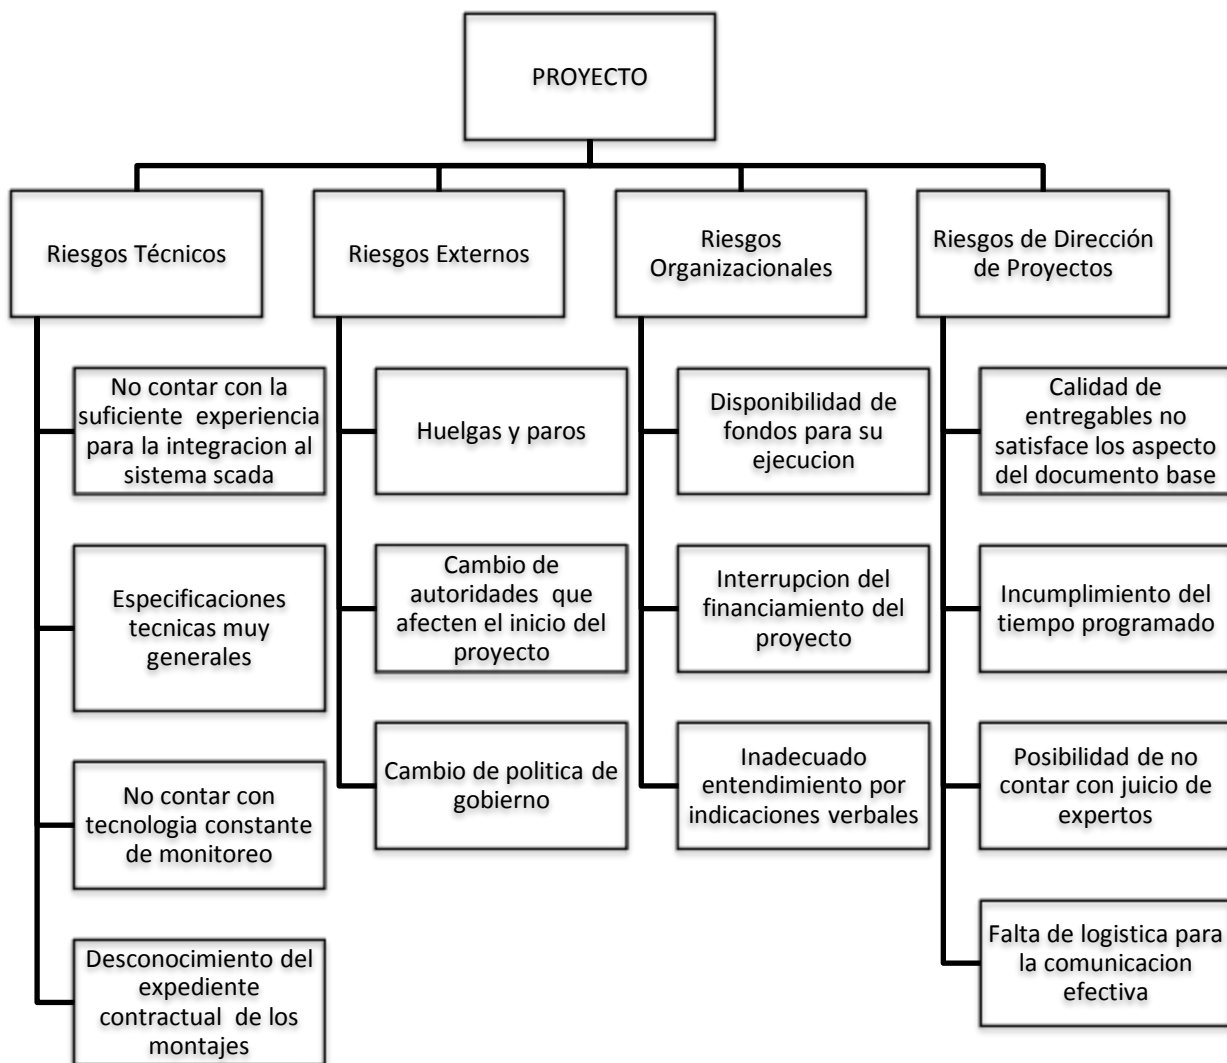 PROYECTO
Riesgos Técnicos
Riesgos Externos
Riesgos
Organizacionales
Riesgos de Dirección
de Proyectos
No contar con la
suficiente experiencia
para la integracion al
sistema scada
Especificaciones
tecnicas muy
generales
No contar con
tecnologia constante
de monitoreo
Desconocimiento del
expediente
contractual de los
montajes
Huelgas y paros
Cambio de
autoridades que
afecten el inicio del
proyecto
Cambio de politica de
gobierno
Disponibilidad de
fondos para su
ejecucion
Interrupcion del
financiamiento del
proyecto
Inadecuado
entendimiento por
indicaciones verbales
Calidad de
entregables no
satisface los aspecto
del documento base
Incumplimiento del
tiempo programado
Posibilidad de no
contar con juicio de
expertos
Falta de logistica para
la comunicacion
efectiva